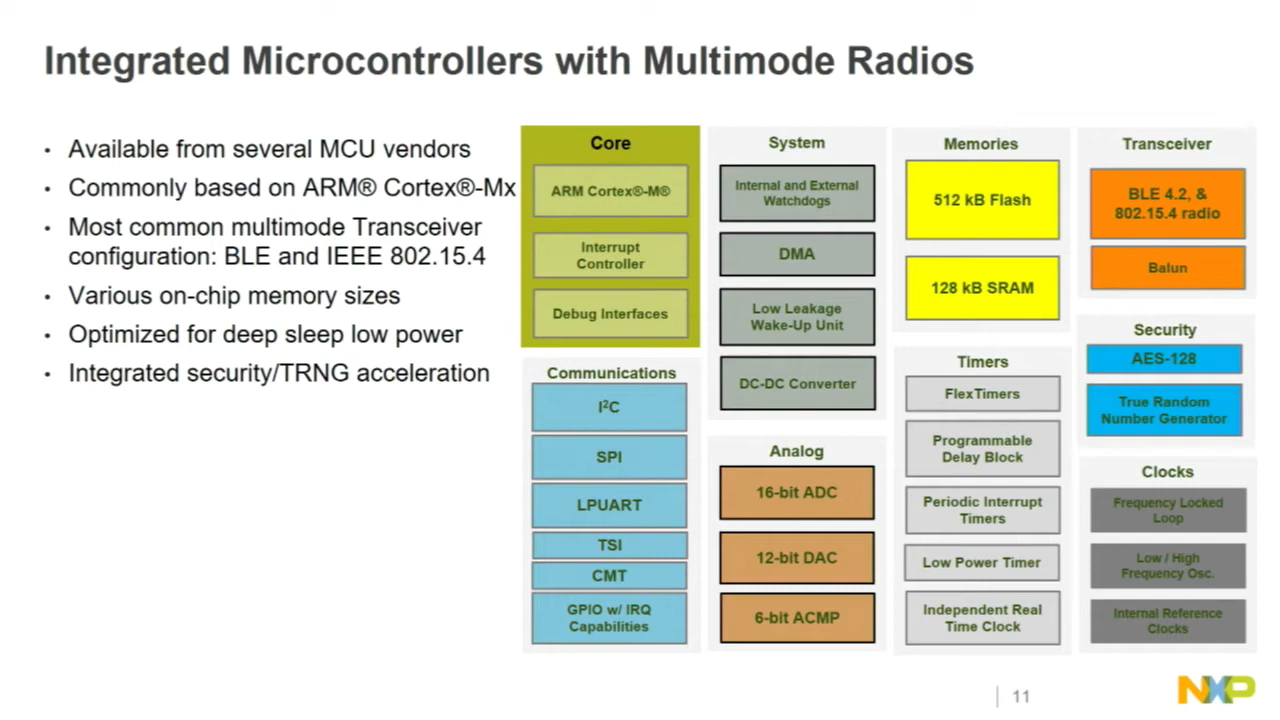 Integrated Microcontrollers with Multimode Radios
• Available from several MCU vendors
• Commonly based on ARM® Cortex®-Mx
• Most common multimode Transceiver
configuration: BLE and IEEE 802.15.4
• Various on-chip memory sizes
• Optimized for deep sleep low power
• Integrated security/TRNG acceleration
Core
ARM Cortex®-M®
Interrupt
Controller
Debug Interfaces
Communications
I²C
SPI
LPUART
TSI
CMT
GPIO w/ IRQ
Capabilities
System
Internal and External
Watchdogs
DMA
Low Leakage
Wake-Up Unit
DC-DC Converter
Analog
16-bit ADC
12-bit DAC
6-bit ACMP
Memories
512 kB Flash
128 kB SRAM
Timers
FlexTimers
Programmable
Delay Block
Periodic Interrupt
Timers
Low Power Timer
Independent Real
Time Clock
Transceiver
BLE 4.2, &
802.15.4 radio
Balun
Security
AES-128
True Random
Number Generator
Clocks
Frequency Locked
Loop
Low / High
Frequency Osc.
Internal Reference
Clocks
11
NXP